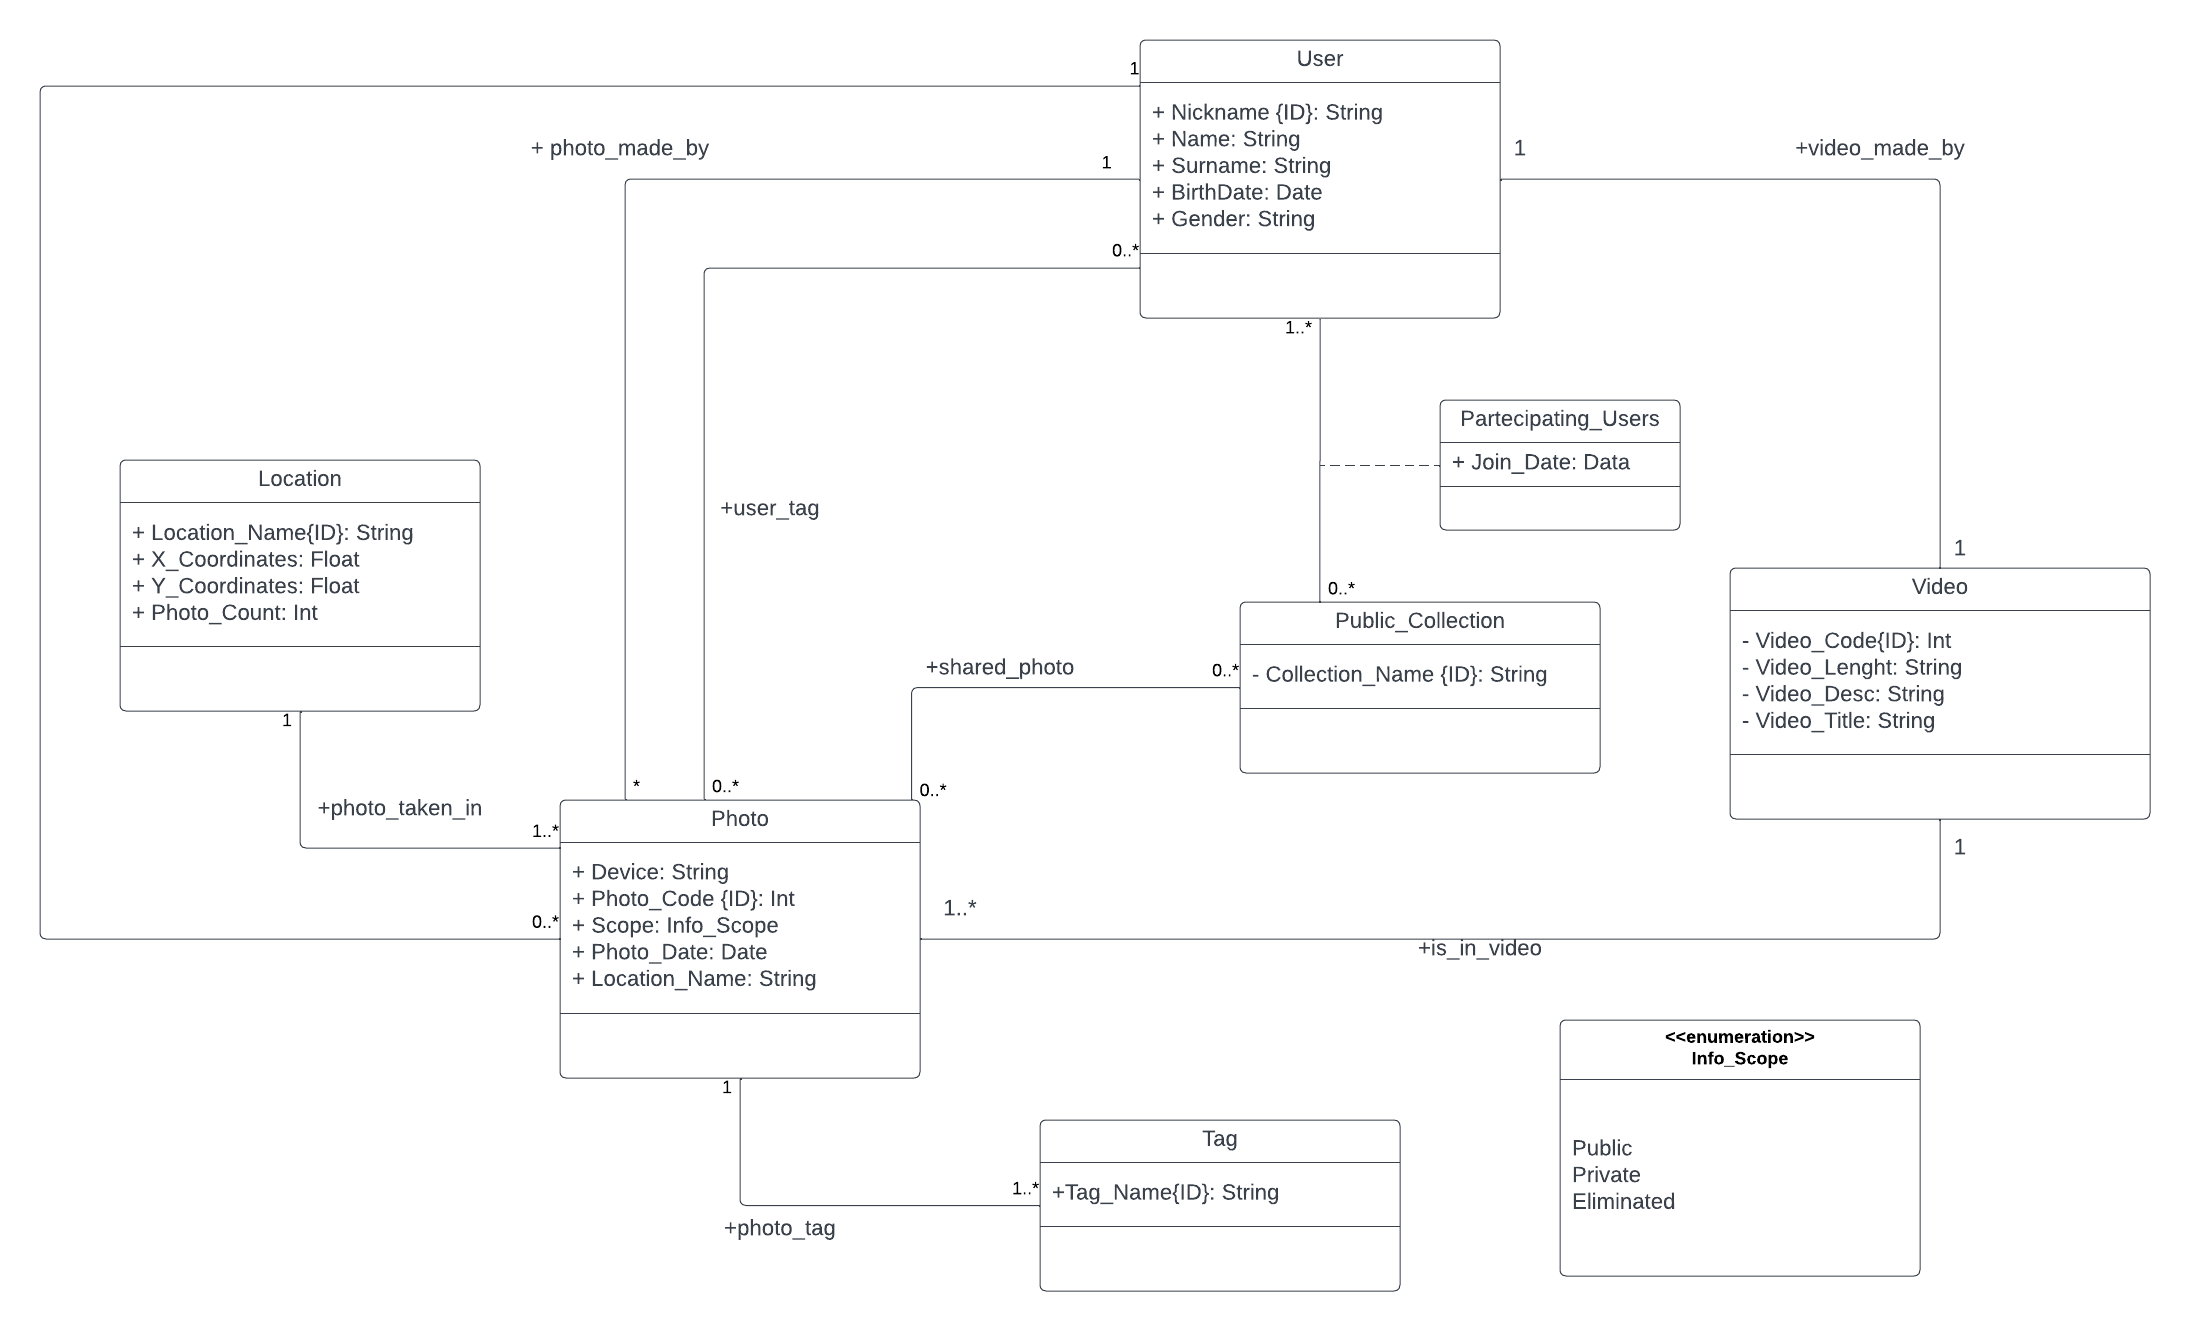 User
1
+ Nickname {ID}: String
+ Name: String
+ Surname: String
+ BirthDate: Date
+ Gender: String
+ photo_made_by
1
1
+video_made_by
0..*
1..*
Partecipating_Users
+ Join_Date: Data
Location
+ Location_Name{ID}: String
+ X_Coordinates: Float
+ Y_Coordinates: Float
+ Photo_Count: Int
+user_tag
1
0..*
Video
- Video_Code{ID}: Int
- Video_Lenght: String
- Video_Desc: String
- Video_Title: String
Public_Collection
- Collection_Name {ID}: String
+shared_photo
0..*
1
*
0..*
0..*
+photo_taken_in
1..*
Photo
+ Device: String
+ Photo_Code {ID}: Int
+ Scope: Info_Scope
+ Photo_Date: Date
+ Location_Name: String
1
0..*
1..*
+is_in_video
<<enumeration>>
Info_Scope
Public
Private
Eliminated
1
Tag
+Tag_Name{ID}: String
1..*
+photo_tag